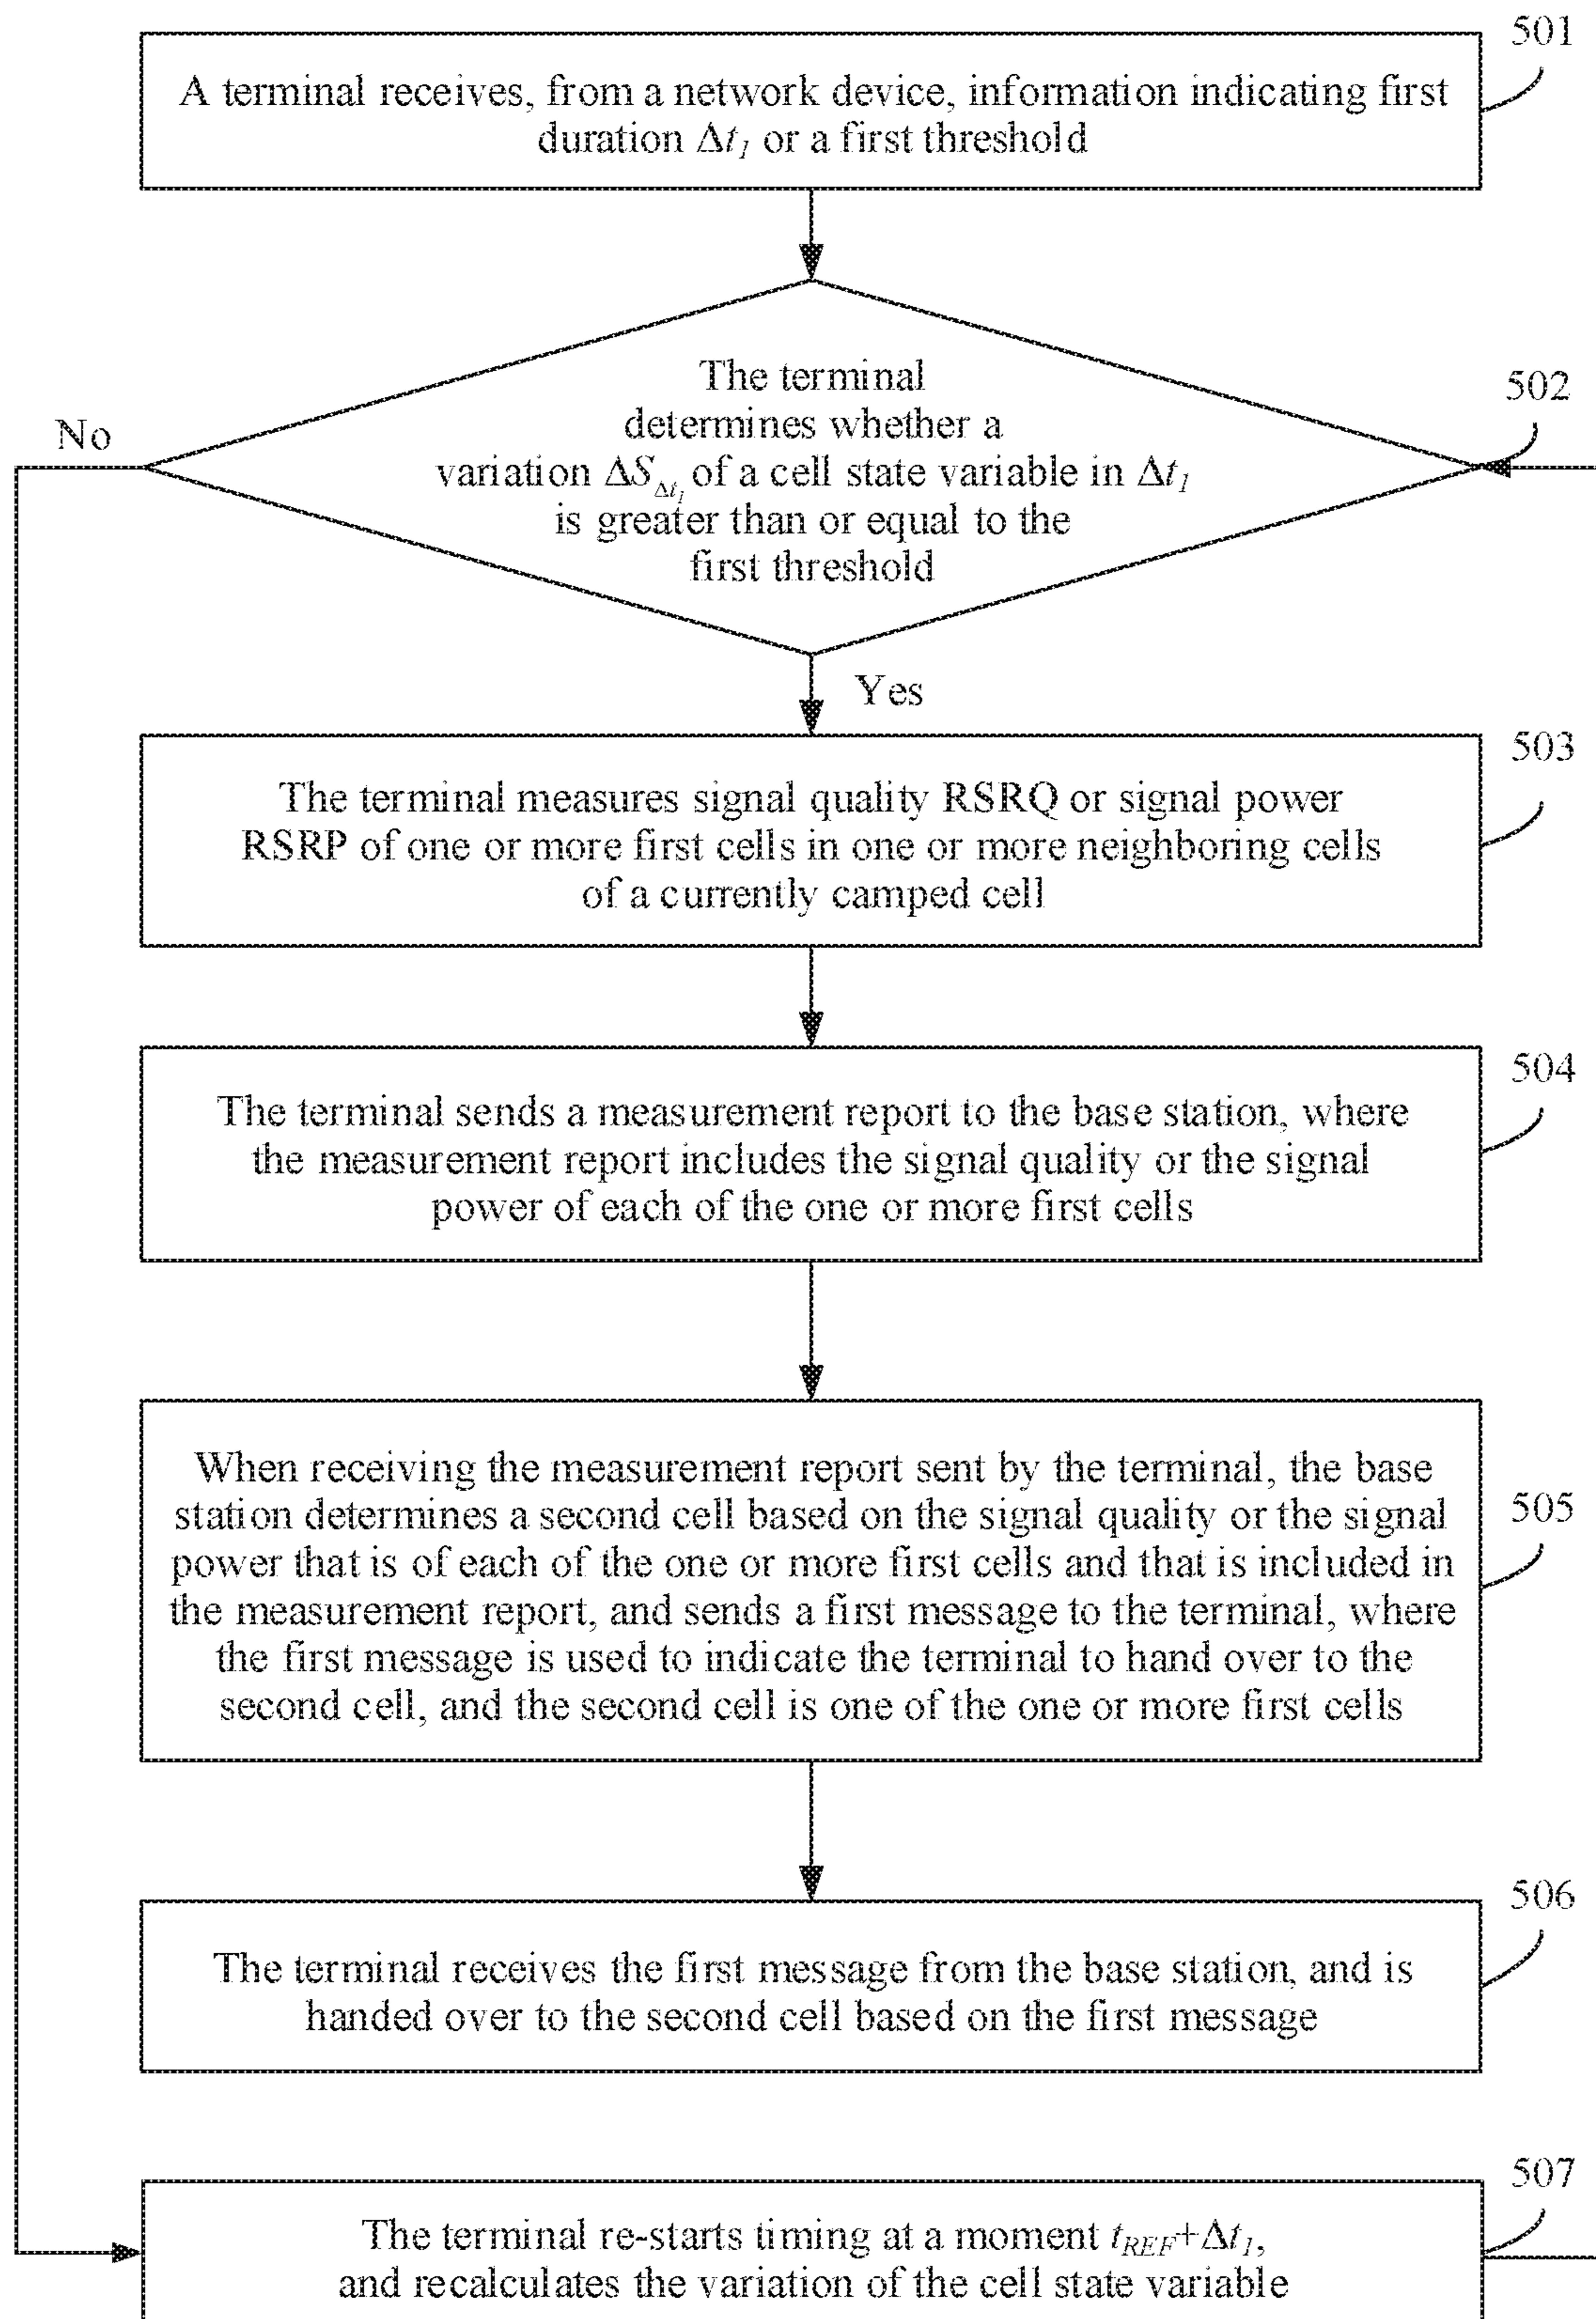 501
A terminal receives, from a network device, information indicating first
duration Δt₁ or a first threshold
The terminal
determines whether a
variation ΔS_Δt₁ of a cell state variable in Δt₁
is greater than or equal to the
first threshold
502
No
Yes
503
The terminal measures signal quality RSRQ or signal power
RSRP of one or more first cells in one or more neighboring cells
of a currently camped cell
504
The terminal sends a measurement report to the base station, where
the measurement report includes the signal quality or the signal
power of each of the one or more first cells
When receiving the measurement report sent by the terminal, the base
station determines a second cell based on the signal quality or the signal
power that is of each of the one or more first cells and that is included in
the measurement report, and sends a first message to the terminal, where
the first message is used to indicate the terminal to hand over to the
second cell, and the second cell is one of the one or more first cells
505
506
The terminal receives the first message from the base station, and is
handed over to the second cell based on the first message
507
The terminal re-starts timing at a moment t_REF+Δt₁,
and recalculates the variation of the cell state variable